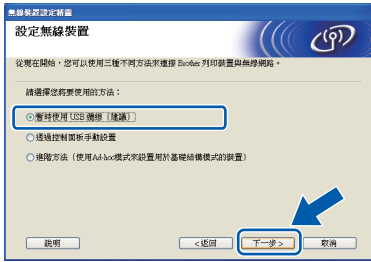 無線裝置設定精靈
設定無線裝置
從現在開始，您可以使用三種不同方法來連接 Brother 列印裝置與無線網路。
請選擇您將要使用的方法：
暫時使用 USB 纜線（建議）
透過控制面板手動設置
進階方法（使用Ad-hoc模式來設置用於基礎結構模式的裝置）
說明
<返回
下一步 >
取消